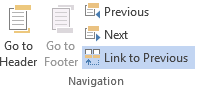 Go to Header
Go to Footer
Previous
Next
Link to Previous
Navigation